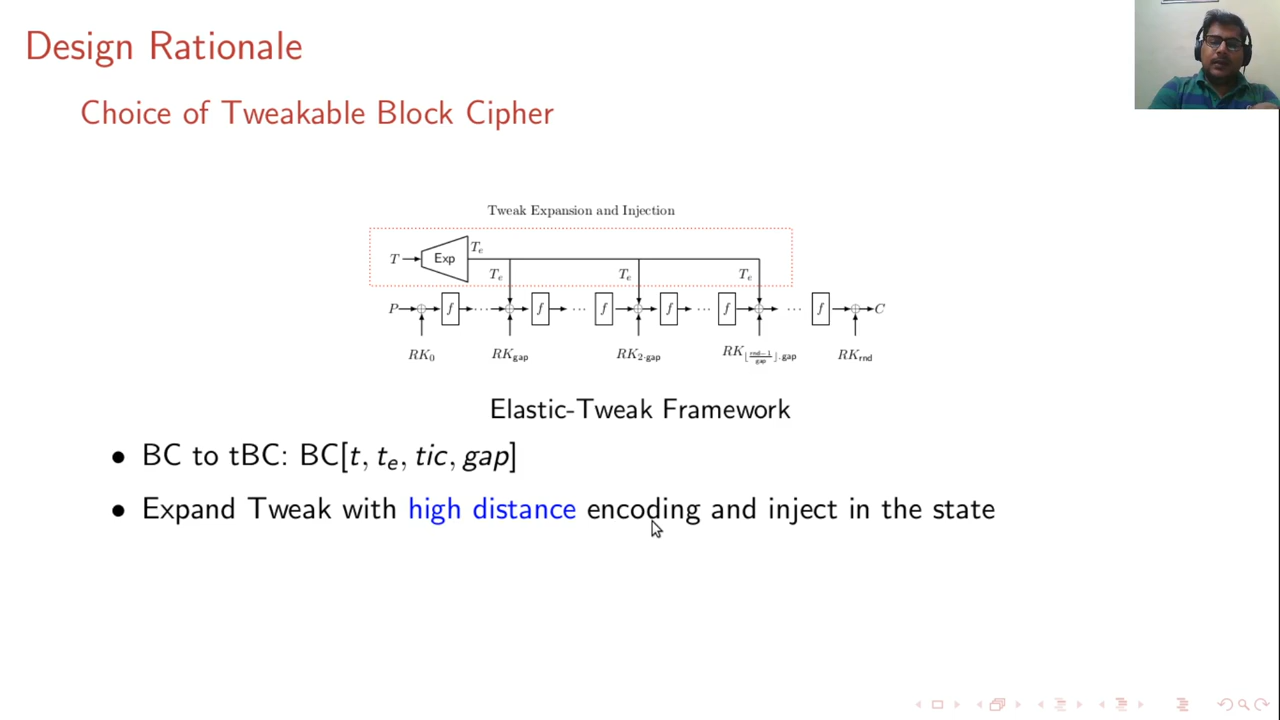 Design Rationale
Choice of Tweakable Block Cipher
Tweak Expansion and Injection
T Exp T_e
T_e T_e T_e
P f ... f ... f f ... f ... f C
RK_0 RK_gap RK_2·gap RK_⌊rnd−1/gap⌋·gap RK_rnd
Elastic-Tweak Framework
• BC to tBC: BC[t, t_e, tic, gap]
• Expand Tweak with high distance encoding and inject in the state